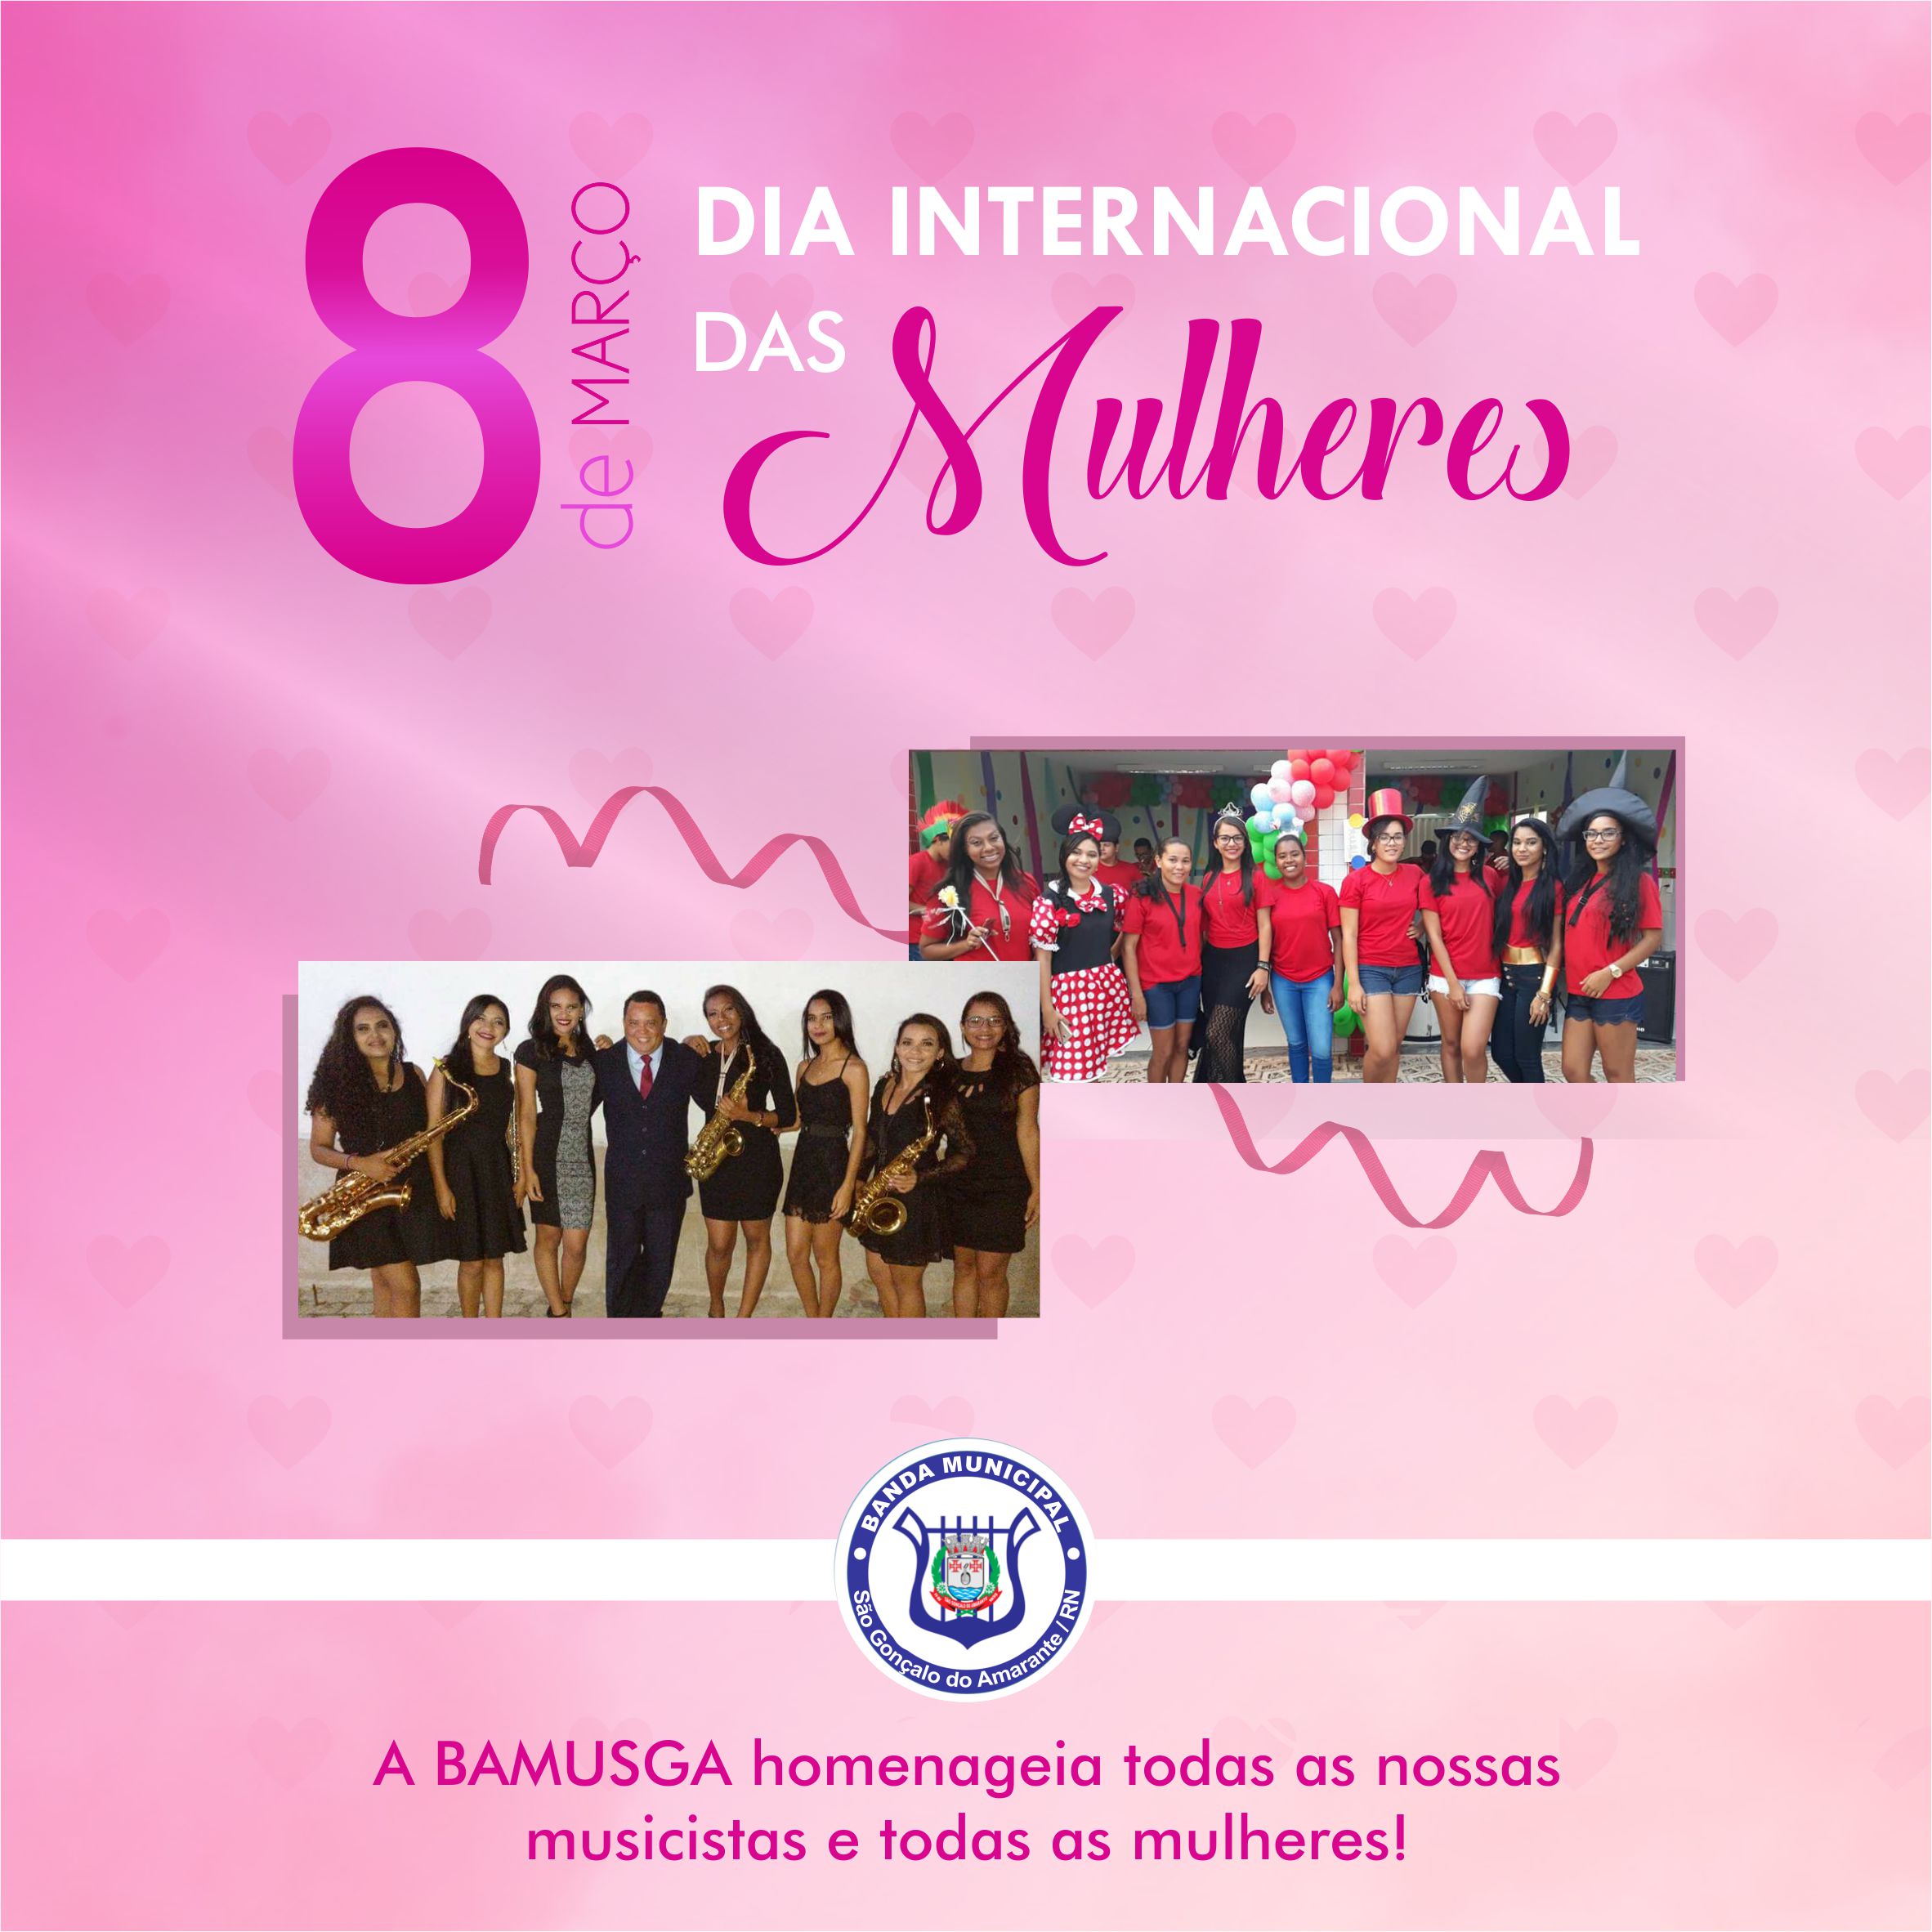 8 de MARÇO
DIA INTERNACIONAL
DAS Mulheres
BANDA MUNICIPAL
São Gonçalo do Amarante / RN
A BAMUSGA homenageia todas as nossas
musicistas e todas as mulheres!